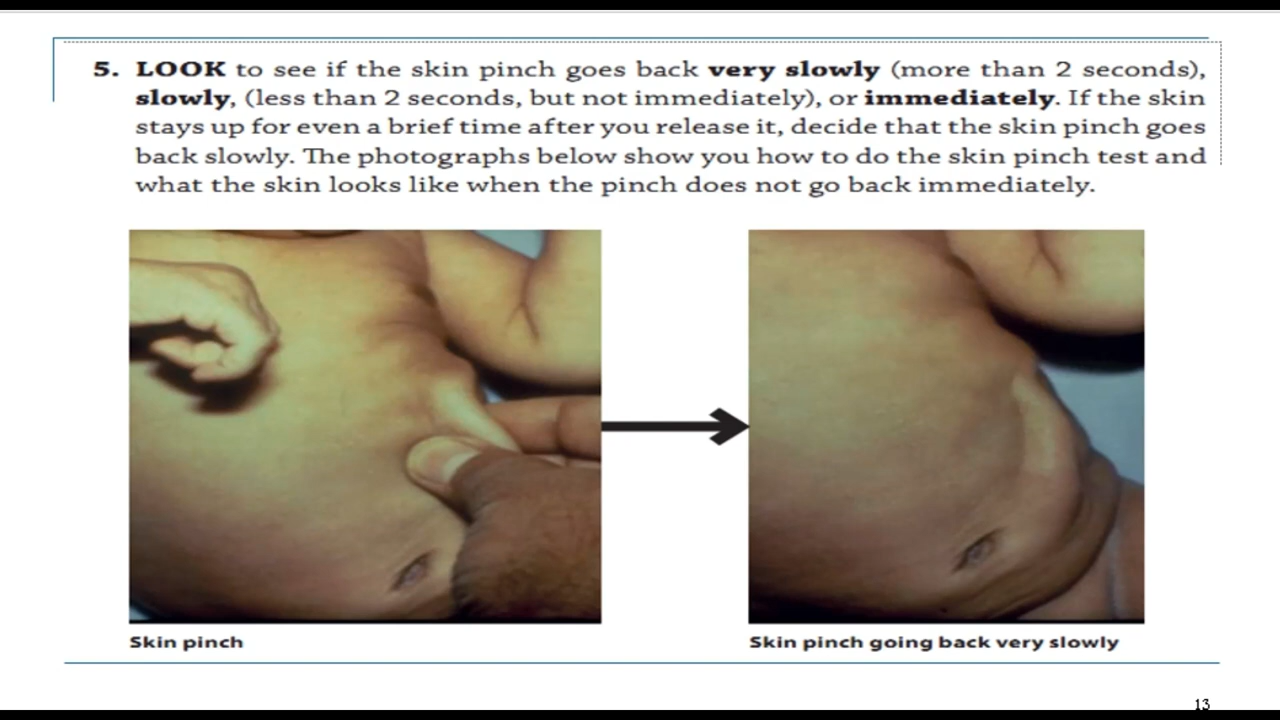 5. LOOK to see if the skin pinch goes back very slowly (more than 2 seconds),
slowly, (less than 2 seconds, but not immediately), or immediately. If the skin
stays up for even a brief time after you release it, decide that the skin pinch goes
back slowly. The photographs below show you how to do the skin pinch test and
what the skin looks like when the pinch does not go back immediately.
Skin pinch
Skin pinch going back very slowly
13